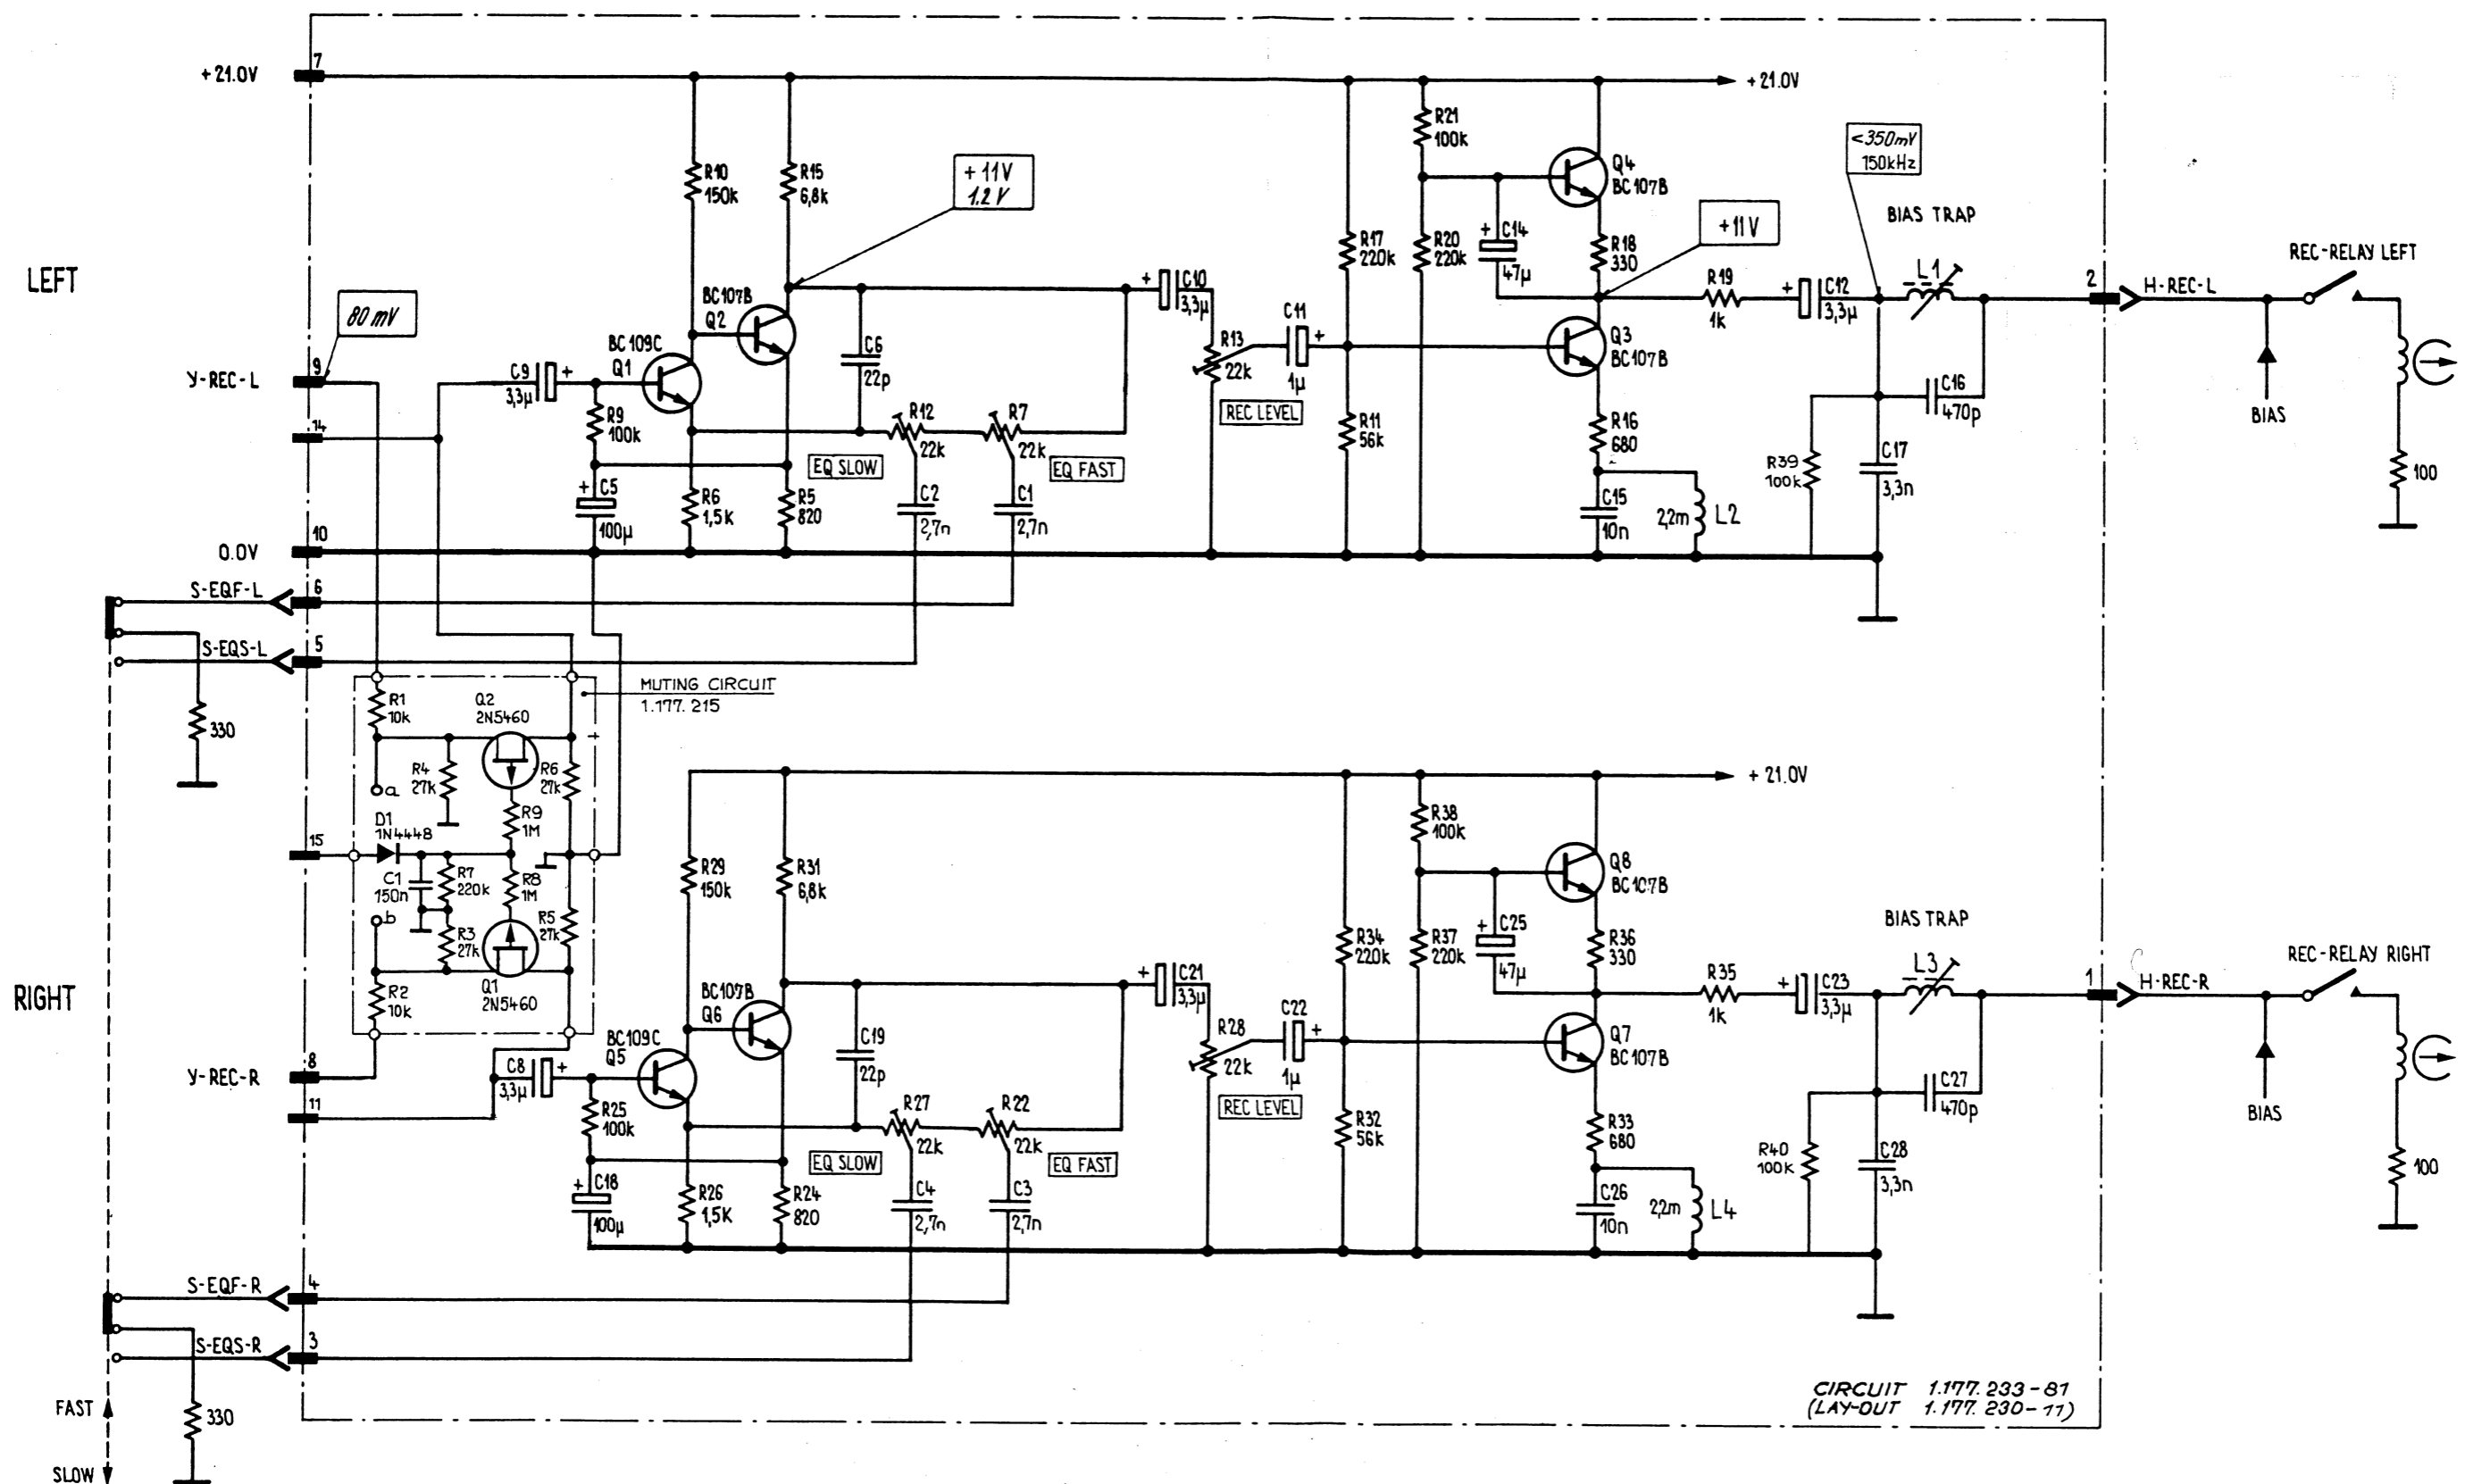 LEFT
+21.0V
7
+21.0V
R10
150k
R15
6,8k
+11V
1.2V
R21
100k
Q4
BC107B
<350mV
150kHz
BIAS TRAP
R17
220k
R20
220k
+
C14
47µ
R18
330
+11V
REC-RELAY LEFT
80 mV
BC107B
Q2
+
C10
3,3µ
R19
1k
+
C12
3,3µ
L1
2
H-REC-L
BC109C
Q1
C6
22p
R13
22k
REC LEVEL
C11
+
1µ
Q3
BC107B
Y-REC-L
9
C9
+
3,3µ
R9
100k
R12
22k
EQ SLOW
R7
22k
EQ FAST
R11
56k
R16
680
C16
470p
BIAS
14
+
C5
100µ
R6
1,5K
R5
820
C2
2,7n
C1
2,7n
C15
10n
2,2m
L2
R39
100k
C17
3,3n
100
0.0V
10
S-EQF-L
6
S-EQS-L
5
330
MUTING CIRCUIT
1.177.215
R1
10k
Q2
2N5460
R4
27k
R6
27k
a
R9
1M
D1
1N4448
15
C1
150n
R7
220k
R8
1M
b
R3
27k
R5
27k
R2
10k
Q1
2N5460
RIGHT
+21.0V
R29
150k
R31
6,8k
R38
100k
Q8
BC107B
R34
220k
R37
220k
+
C25
47µ
R36
330
BIAS TRAP
REC-RELAY RIGHT
BC107B
Q6
+
C21
3,3µ
R35
1k
+
C23
3,3µ
L3
1
H-REC-R
BC109C
Q5
C19
22p
R28
22k
REC LEVEL
C22
+
1µ
Q7
BC107B
Y-REC-R
8
11
C8
+
3,3µ
R25
100k
R27
22k
EQ SLOW
R22
22k
EQ FAST
R32
56k
R33
680
C27
470p
BIAS
+
C18
100µ
R26
1,5K
R24
820
C4
2,7n
C3
2,7n
C26
10n
2,2m
L4
R40
100K
C28
3,3n
100
S-EQF-R
4
S-EQS-R
3
330
FAST
SLOW
CIRCUIT 1.177.233-81
(LAY-OUT 1.177.230-11)